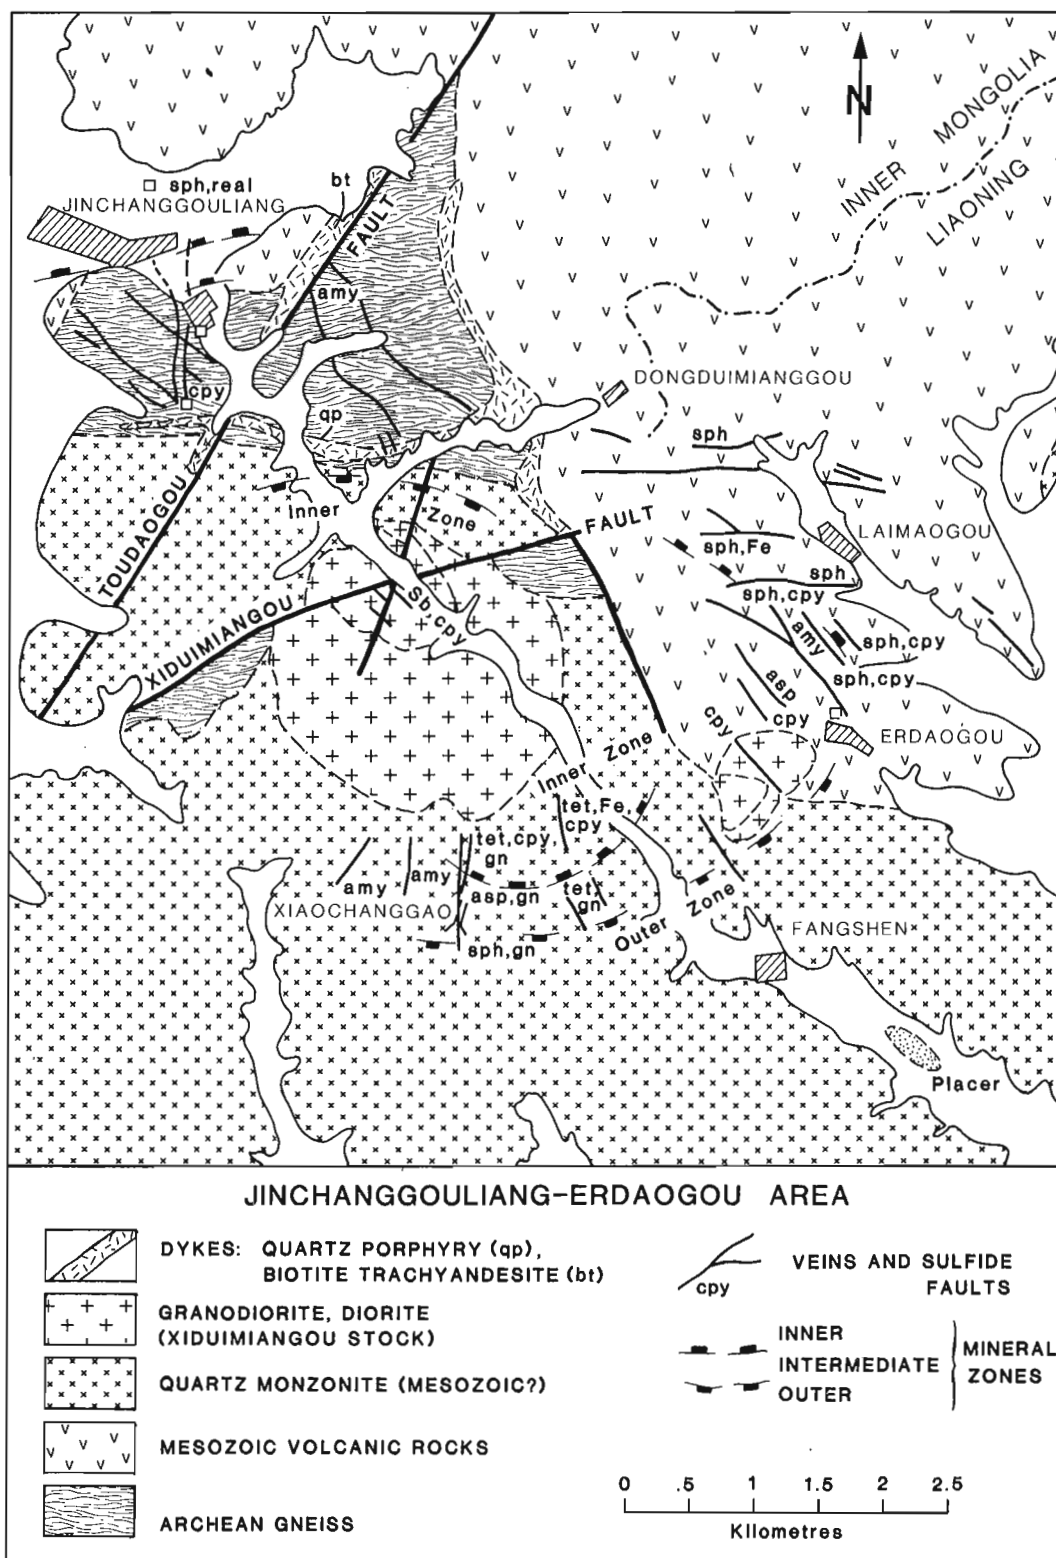 N
INNER MONGOLIA
LIAONING
sph,real
JINCHANGGOULIANG
bt
FAULT
amy
cpy
qp
DONGDUIMIANGGOU
sph
Inner Zone
FAULT
LAIMAOGOU
sph,Fe
sph
sph,cpy
TOUDAOGOU
XIDUIMIANGOU
Sb,cpy
amy
sph,cpy
sph,cpy
asp
cpy
cpy
ERDAOGOU
Inner Zone
tet,Fe,
cpy
tet,cpy,
gn
amy
amy
asp,gn
tet,
gn
XIAOCHANGGAO
Outer Zone
sph,gn
FANGSHEN
Placer
JINCHANGGOULIANG-ERDAOGOU AREA
DYKES: QUARTZ PORPHYRY (qp),
BIOTITE TRACHYANDESITE (bt)
GRANODIORITE, DIORITE
(XIDUIMIANGOU STOCK)
QUARTZ MONZONITE (MESOZOIC?)
MESOZOIC VOLCANIC ROCKS
ARCHEAN GNEISS
cpy
VEINS AND SULFIDE
FAULTS
INNER
INTERMEDIATE
OUTER
MINERAL
ZONES
0 .5 1 1.5 2 2.5
Kilometres